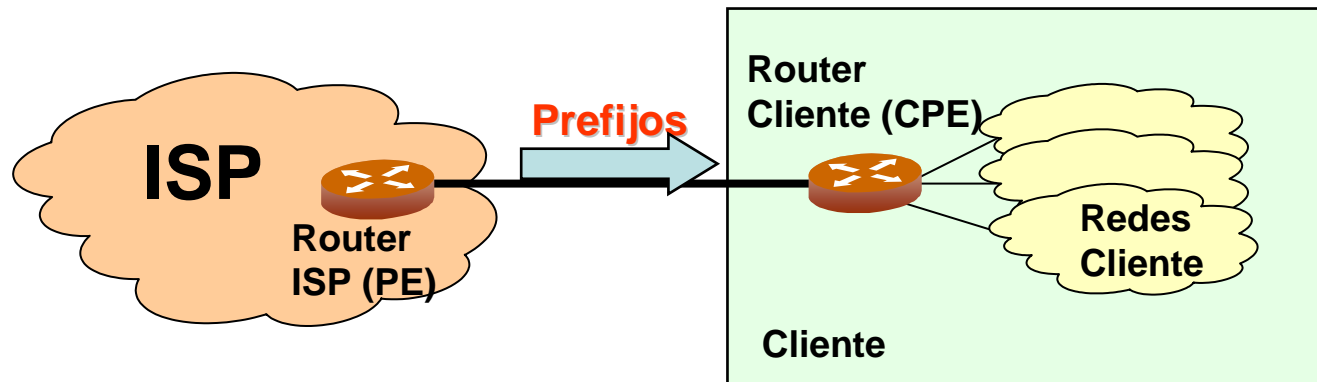 ISP
Router
ISP (PE)
Prefijos
Router
Cliente (CPE)
Redes
Cliente
Cliente